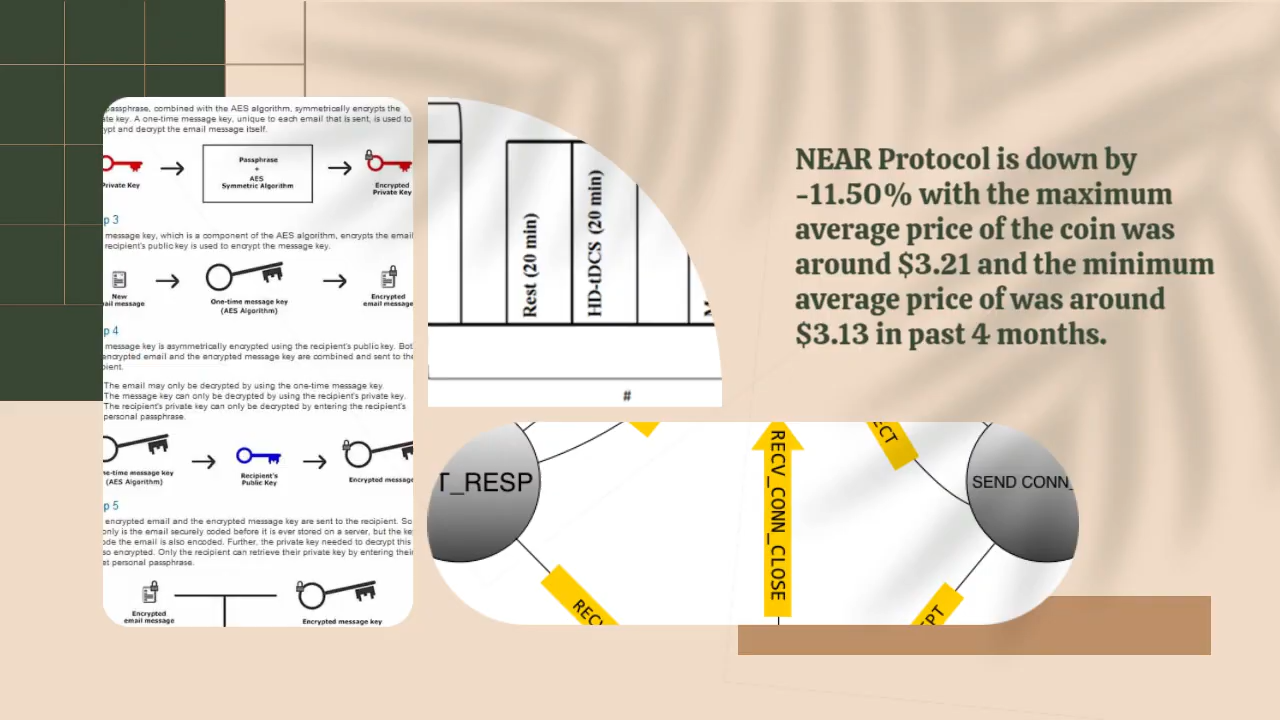 passphrase, combined with the AES algorithm, symmetrically encrypts the
key. A one-time message key, unique to each email that is sent, is used to
and decrypt the email message itself.
Private Key
Passphrase
+
AES
Symmetric Algorithm
Encrypted
Private Key
p 3
message key, which is a component of the AES algorithm, encrypts the email
recipient's public key is used to encrypt the message key.
New
message
One-time message key
(AES Algorithm)
Encrypted
email message
p 4
message key is asymmetrically encrypted using the recipient's public key. Bot
encrypted email and the encrypted message key are combined and sent to the
The email may only be decrypted by using the one-time message key.
The message key can only be decrypted by using the recipient's private key.
The recipient's private key can only be decrypted by entering the recipient's
personal passphrase.
ne-time message key
(AES Algorithm)
Recipient's
Public Key
Encrypted message
p 5
encrypted email and the encrypted message key are sent to the recipient. So
only is the email securely coded before it is ever stored on a server, but the ke
the email is also encoded. Further, the private key needed to decrypt this
so encrypted. Only the recipient can retrieve their private key by entering thei
personal passphrase.
Encrypted
email message
Encrypted message key
Rest (20 min)
HD-tDCS (20 min)
#
NEAR Protocol is down by
-11.50% with the maximum
average price of the coin was
around $3.21 and the minimum
average price of was around
$3.13 in past 4 months.
T_RESP
RECV_CONN_CLOSE
ECT
SEND CONN_
REC
EPT